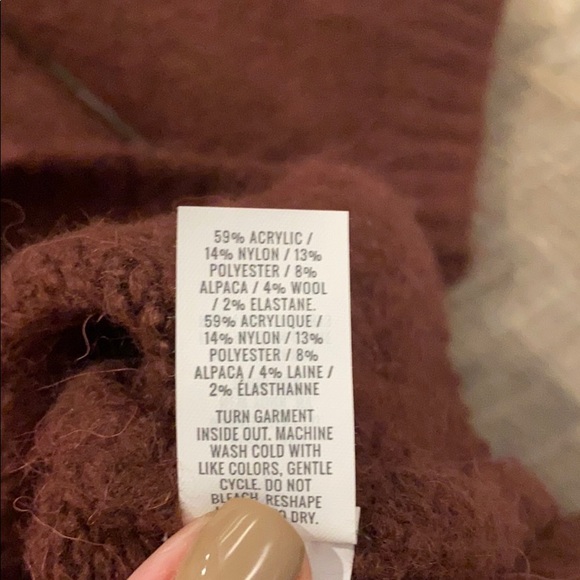 59% ACRYLIC /
14% NYLON / 13%
POLYESTER / 8%
ALPACA / 4% WOOL
/ 2% ELASTANE.
59% ACRYLIQUE /
14% NYLON / 13%
POLYESTER / 8%
ALPAÇA / 4% LAINE /
2% ÉLASTHANNE
TURN GARMENT
INSIDE OUT. MACHINE
WASH COLD WITH
LIKE COLORS, GENTLE
CYCLE. DO NOT
BLEACH. RESHAPE
DRY.